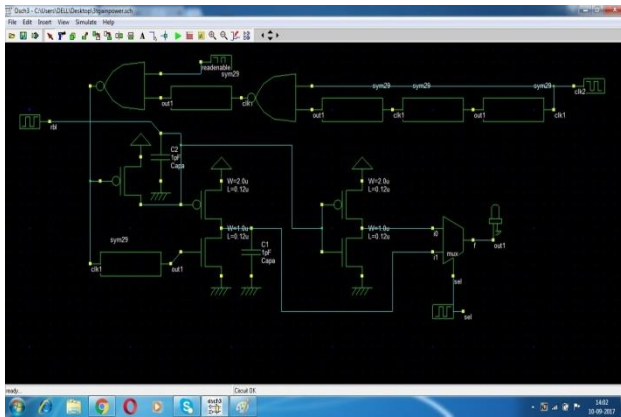 Dsch3 - C:\Users\DELL\Desktop\3tgainpower.sch
File Edit Insert View Simulate Help
readenable
sym29
out1
clk1
sym29
sym29
sym29
clk2
out1
clk1
out1
clk1
rbl
C2
1pF
Capa
W=2.0u
L=0.12u
W=2.0u
L=0.12u
W=1.0u
L=0.12u
W=1.0u
L=0.12u
C1
1pF
Capa
sym29
clk1
out1
i0
i1
mux
f
out1
sel
sel
ready...
Circuit OK
dsch3
14:02
10-09-2017